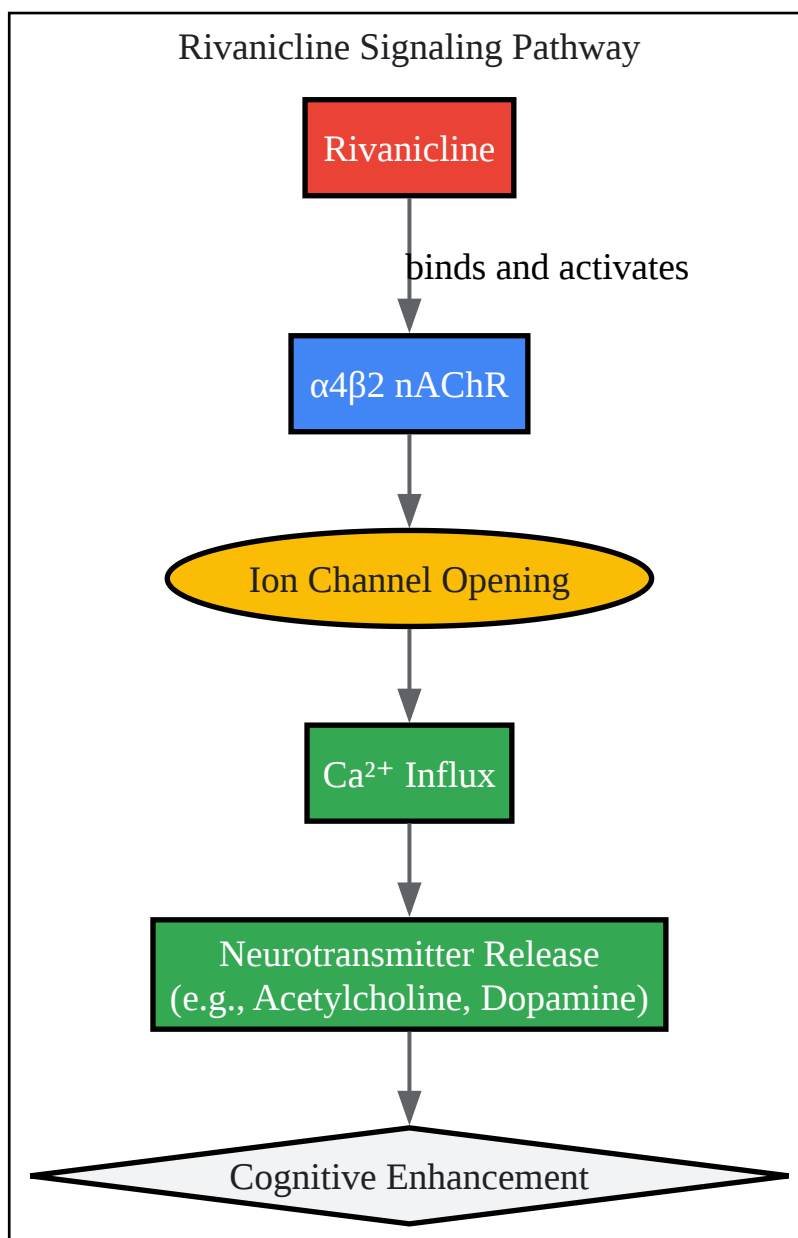 Rivanicline Signaling Pathway
Rivanicline
binds and activates
α4β2 nAChR
Ion Channel Opening
Ca²⁺ Influx
Neurotransmitter Release
(e.g., Acetylcholine, Dopamine)
Cognitive Enhancement